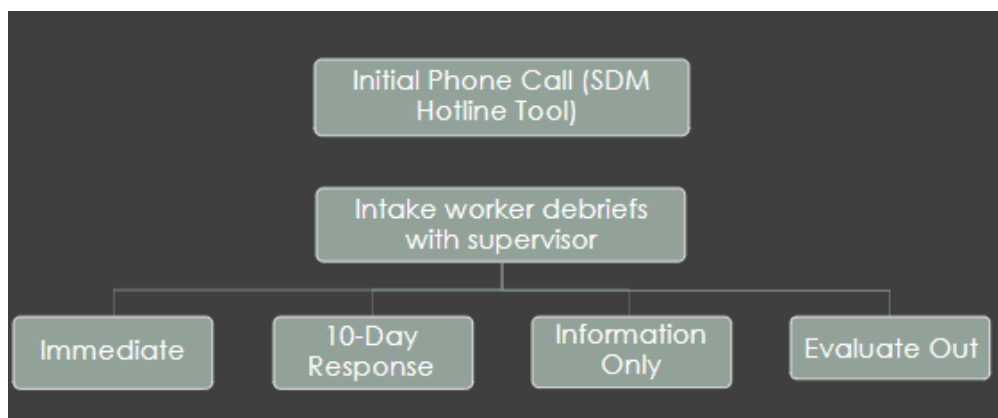 Initial Phone Call (SDM
Hotline Tool)
Intake worker debriefs
with supervisor
Immediate
10-Day
Response
Information
Only
Evaluate Out